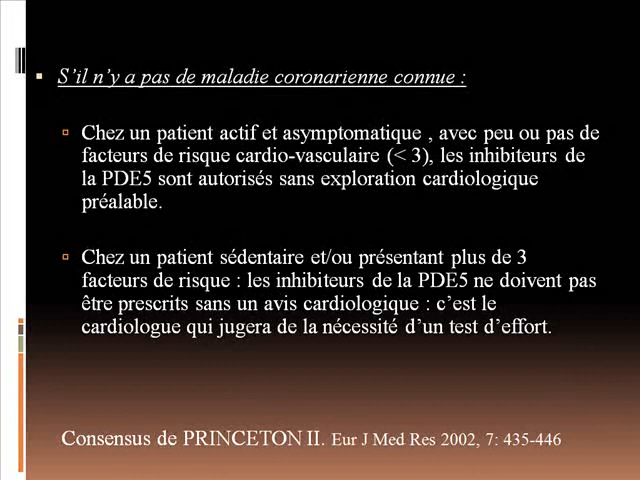 S'il n'y a pas de maladie coronarienne connue :
Chez un patient actif et asymptomatique , avec peu ou pas de
facteurs de risque cardio-vasculaire (< 3), les inhibiteurs de
la PDE5 sont autorisés sans exploration cardiologique
préalable.
Chez un patient sédentaire et/ou présentant plus de 3
facteurs de risque : les inhibiteurs de la PDE5 ne doivent pas
être prescrits sans un avis cardiologique : c'est le
cardiologue qui jugera de la nécessité d'un test d'effort.
Consensus de PRINCETON II. Eur J Med Res 2002, 7: 435-446